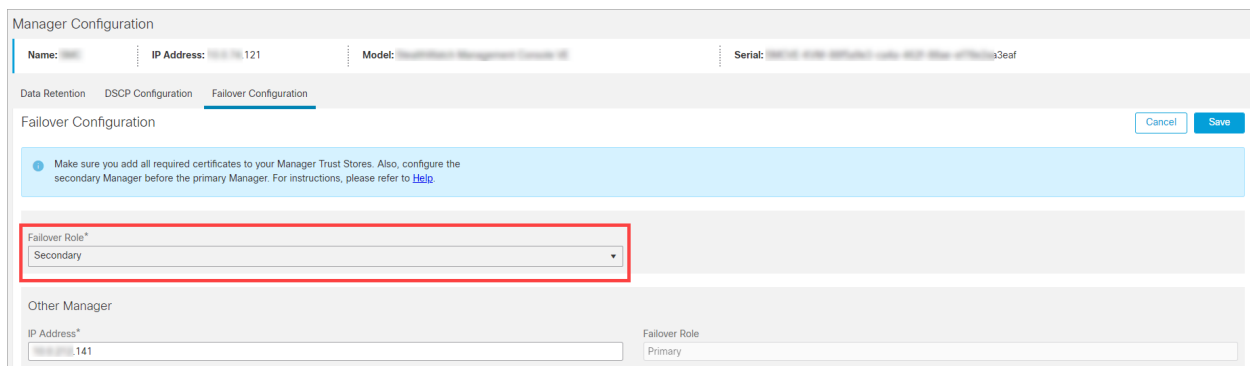 Manager Configuration
Name: IP Address: .121 Model: Serial: a3eaf
Data Retention DSCP Configuration Failover Configuration
Failover Configuration Cancel Save
Make sure you add all required certificates to your Manager Trust Stores. Also, configure the
secondary Manager before the primary Manager. For instructions, please refer to Help.
Failover Role*
Secondary
Other Manager
IP Address* Failover Role
.141 Primary